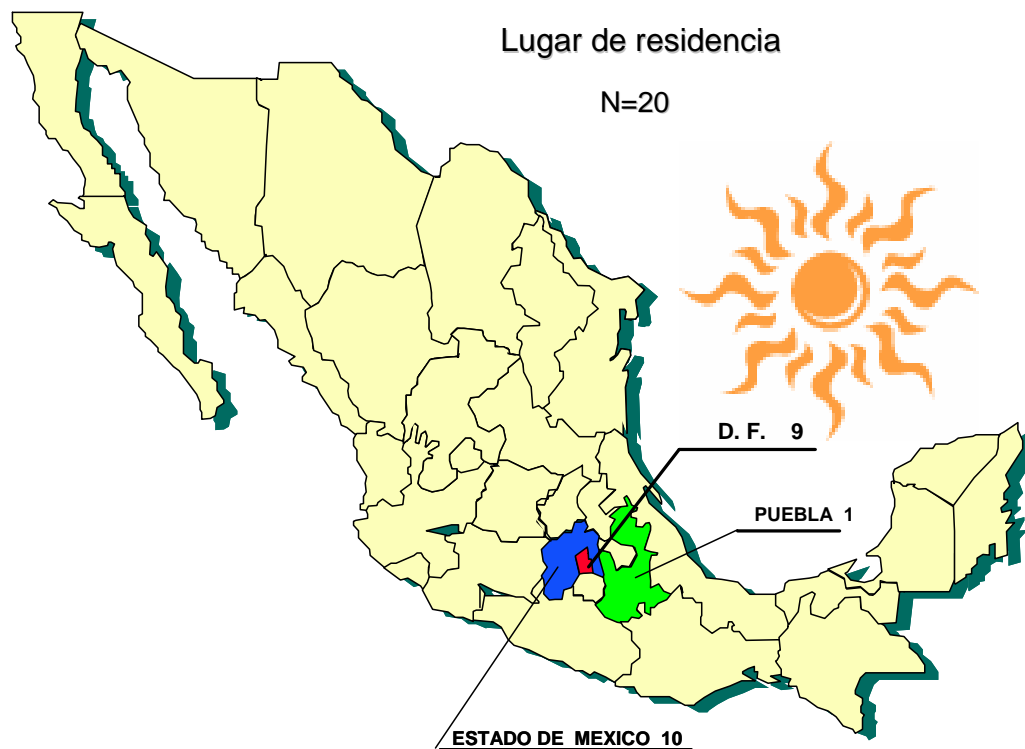 Lugar de residencia
N=20
D. F. 9
PUEBLA 1
ESTADO DE MEXICO 10